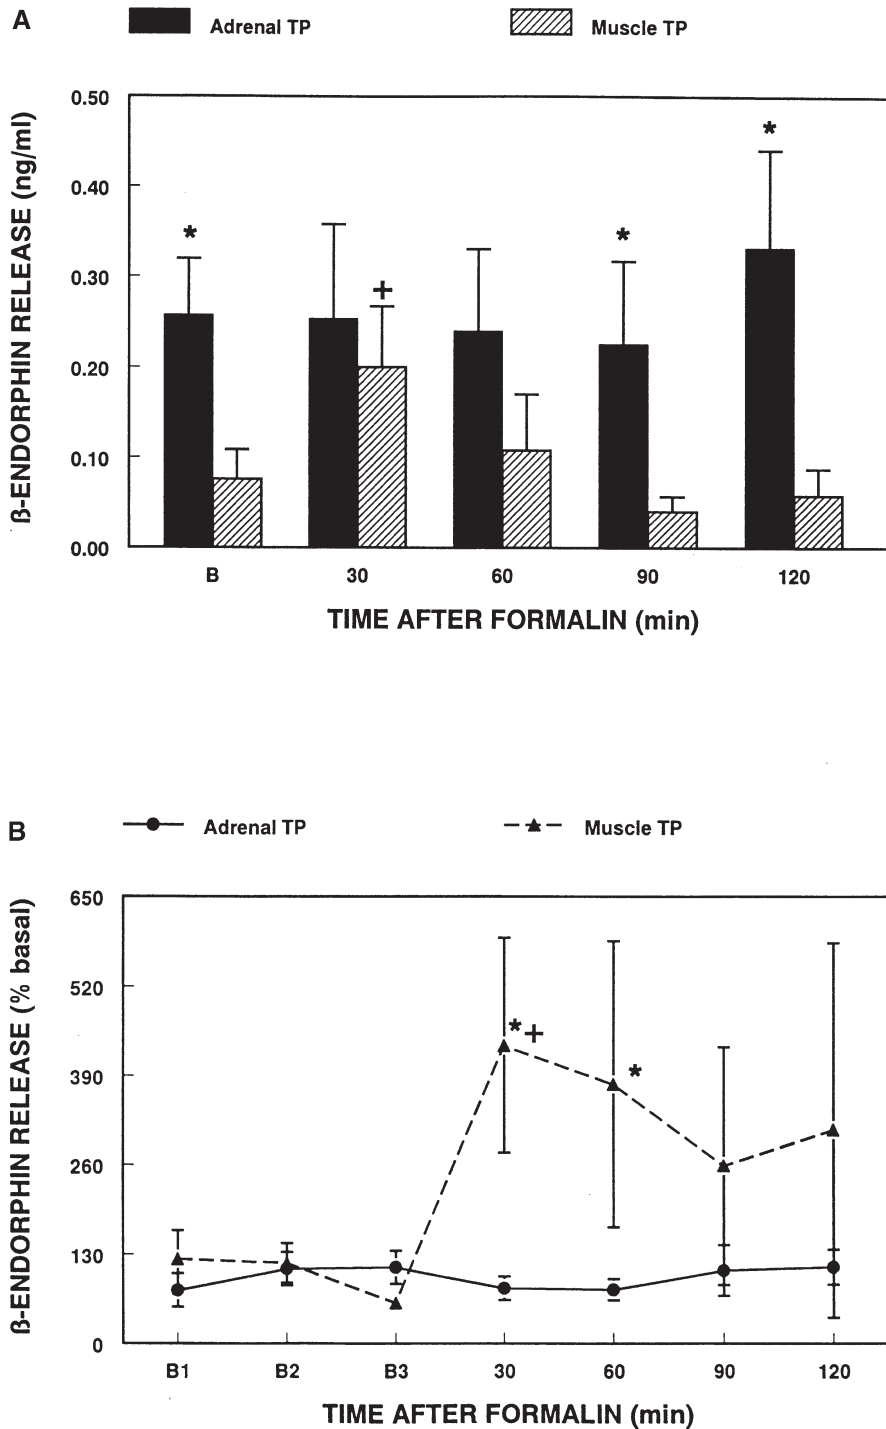 A
Adrenal TP
Muscle TP
ß-ENDORPHIN RELEASE (ng/ml)
0.50
0.40
0.30
0.20
0.10
0.00
*
+
*
*
B 30 60 90 120
TIME AFTER FORMALIN (min)
B
Adrenal TP
Muscle TP
ß-ENDORPHIN RELEASE (% basal)
650
520
390
260
130
0
*+
*
B1 B2 B3 30 60 90 120
TIME AFTER FORMALIN (min)